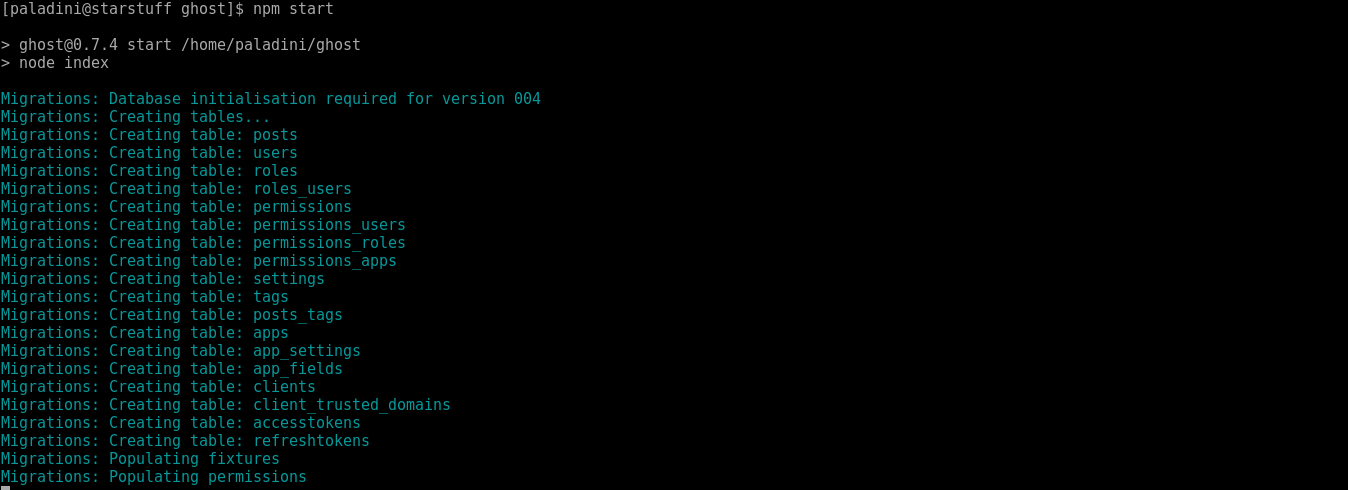 [paladini@starstuff ghost]$ npm start
> ghost@0.7.4 start /home/paladini/ghost
> node index
Migrations: Database initialisation required for version 004
Migrations: Creating tables...
Migrations: Creating table: posts
Migrations: Creating table: users
Migrations: Creating table: roles
Migrations: Creating table: roles_users
Migrations: Creating table: permissions
Migrations: Creating table: permissions_users
Migrations: Creating table: permissions_roles
Migrations: Creating table: permissions_apps
Migrations: Creating table: settings
Migrations: Creating table: tags
Migrations: Creating table: posts_tags
Migrations: Creating table: apps
Migrations: Creating table: app_settings
Migrations: Creating table: app_fields
Migrations: Creating table: clients
Migrations: Creating table: client_trusted_domains
Migrations: Creating table: accesstokens
Migrations: Creating table: refreshtokens
Migrations: Populating fixtures
Migrations: Populating permissions